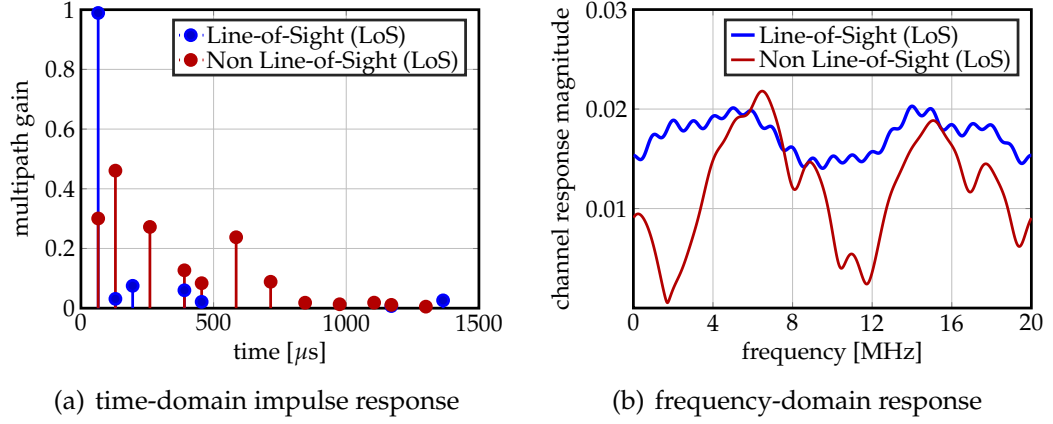 1
0.8
0.6
0.4
0.2
0
multipath gain
Line-of-Sight (LoS)
Non Line-of-Sight (LoS)
0
500
1000
1500
time [μs]
(a) time-domain impulse response
0.03
0.02
0.01
channel response magnitude
Line-of-Sight (LoS)
Non Line-of-Sight (LoS)
0
4
8
12
16
20
frequency [MHz]
(b) frequency-domain response